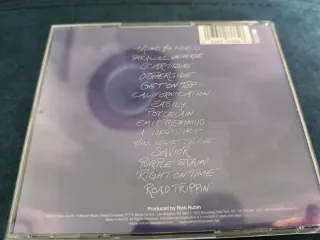 AROUND THE WORLD
PARALLEL UNIVERSE
SCAR TISSUE
OTHERSIDE
GET ON TOP
CALIFORNICATION
EASILY
PORCELAIN
EMIT REMMUS
I LIKE DIRT
THIS VELVET GLOVE
SAVIOR
PURPLE STAIN
RIGHT ON TIME
ROAD TRIPPIN'
Produced by Rick Rubin